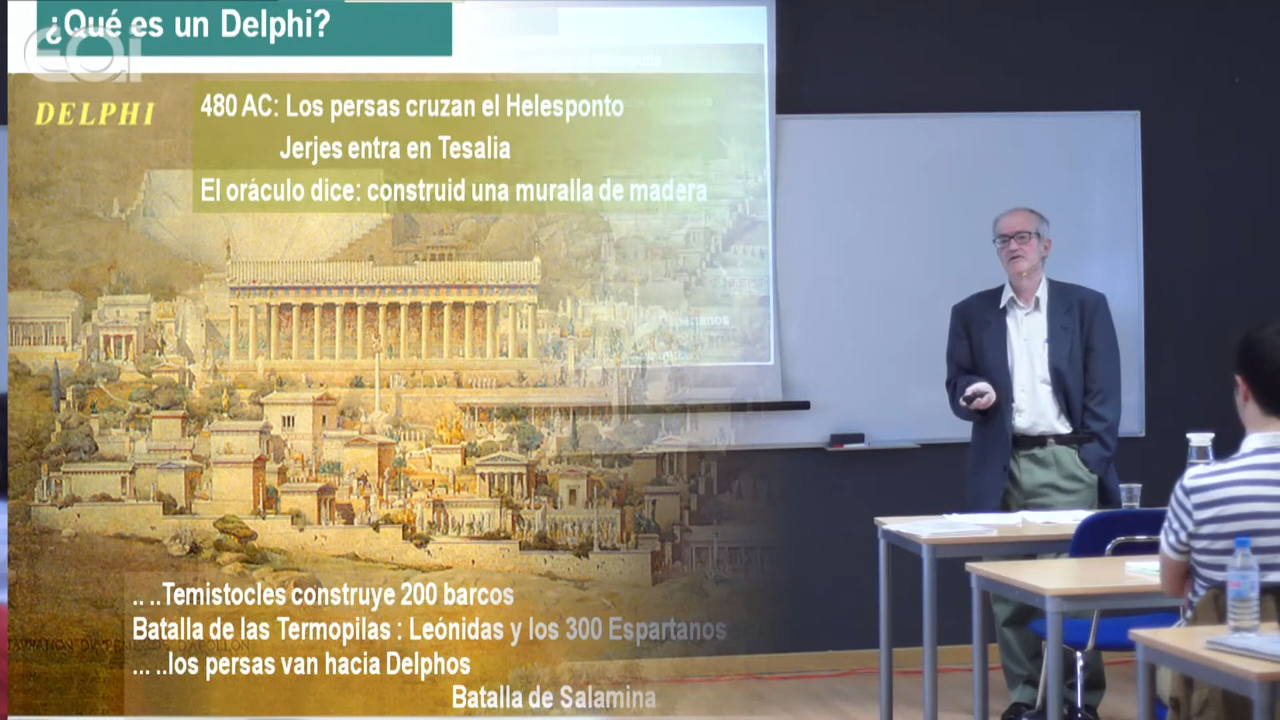 ¿Qué es un Delphi?
eoi
DELPHI
480 AC: Los persas cruzan el Helesponto
Jerjes entra en Tesalia
El oráculo dice: construid una muralla de madera
.. ..Temistocles construye 200 barcos
Batalla de las Termopilas : Leónidas y los 300 Espartanos
... ..los persas van hacia Delphos
Batalla de Salamina